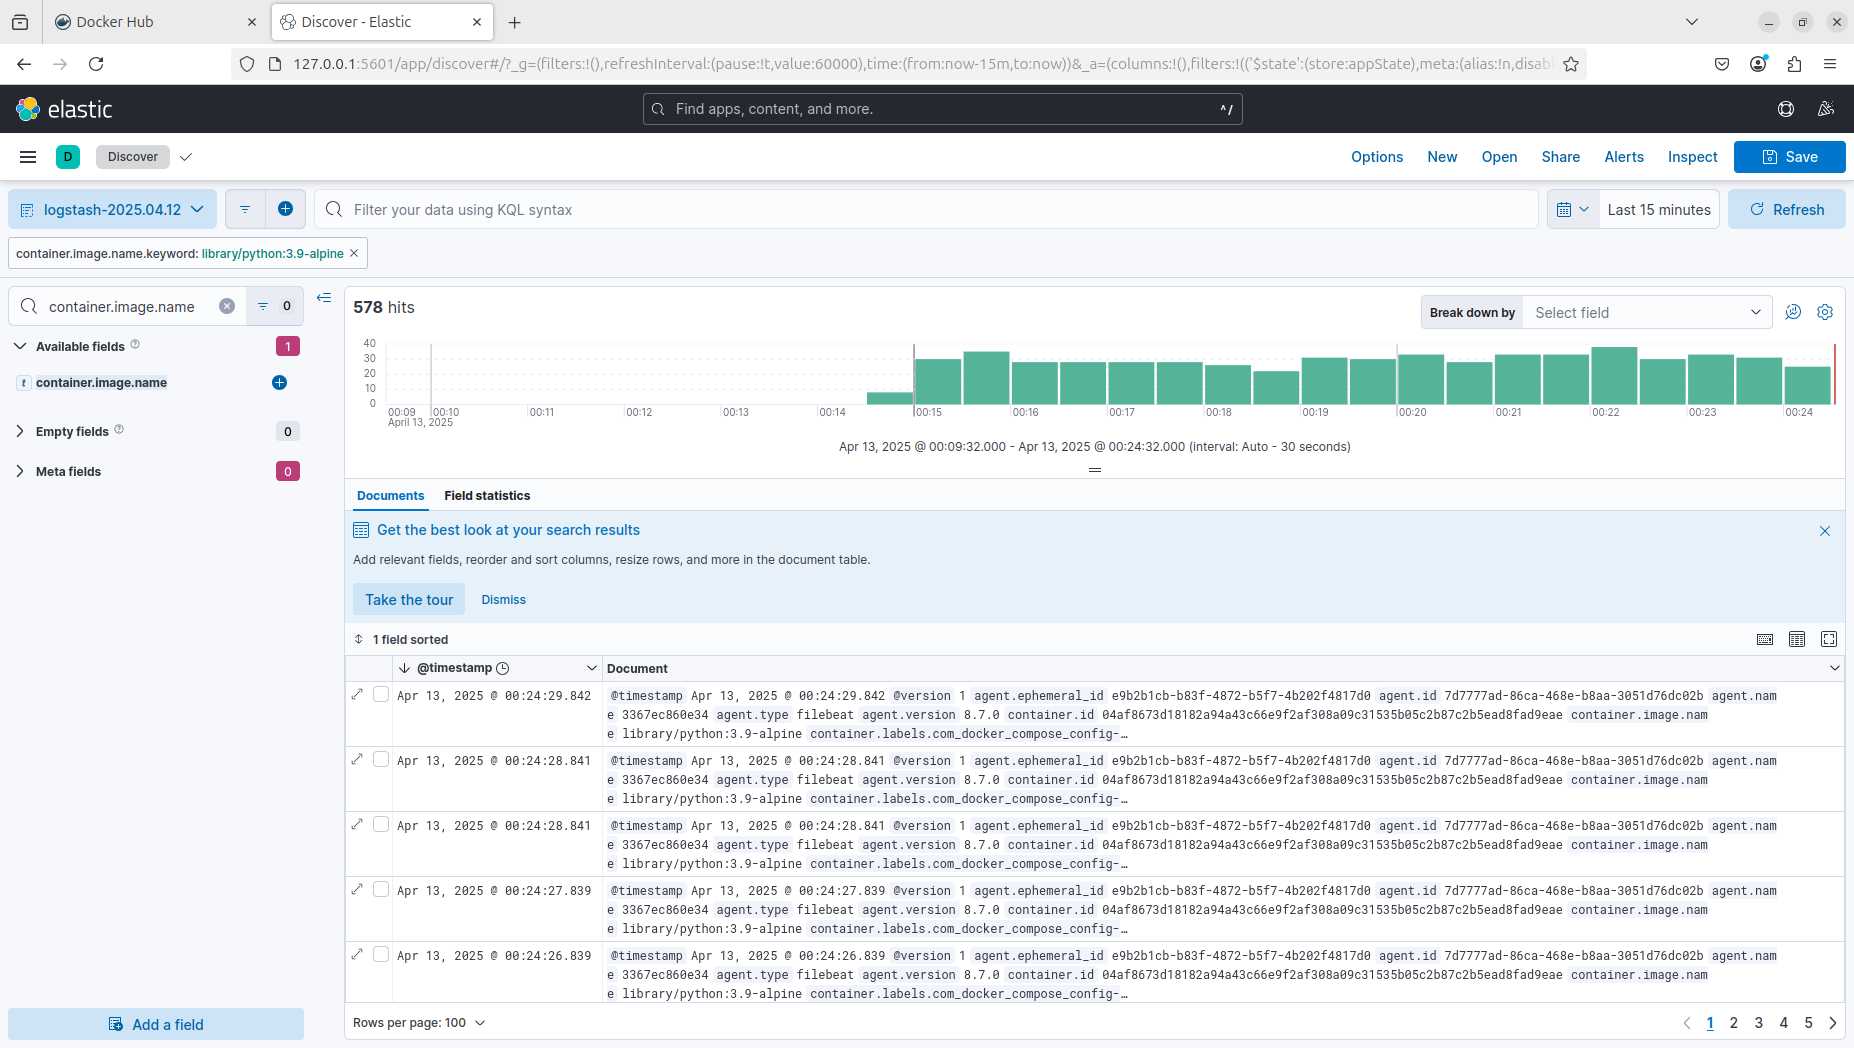 Docker Hub
Discover - Elastic
127.0.0.1:5601/app/discover#/?_g=(filters:!(),refreshInterval:(pause:!t,value:60000),time:(from:now-15m,to:now))&_a=(columns:!(),filters:!(('$state':(store:appState),meta:(alias:!n,disabl
elastic
Find apps, content, and more.
^/
D
Discover
Options
New
Open
Share
Alerts
Inspect
Save
logstash-2025.04.12
Filter your data using KQL syntax
Last 15 minutes
Refresh
container.image.name.keyword: library/python:3.9-alpine
container.image.name
0
Available fields
1
t container.image.name
Empty fields
0
Meta fields
0
Add a field
578 hits
Break down by
Select field
40
30
20
10
0
00:09
00:10
00:11
00:12
00:13
00:14
00:15
00:16
00:17
00:18
00:19
00:20
00:21
00:22
00:23
00:24
April 13, 2025
Apr 13, 2025 @ 00:09:32.000 - Apr 13, 2025 @ 00:24:32.000 (interval: Auto - 30 seconds)
Documents
Field statistics
Get the best look at your search results
Add relevant fields, reorder and sort columns, resize rows, and more in the document table.
Take the tour
Dismiss
1 field sorted
@timestamp
Document
Apr 13, 2025 @ 00:24:29.842
@timestamp Apr 13, 2025 @ 00:24:29.842 @version 1 agent.ephemeral_id e9b2b1cb-b83f-4872-b5f7-4b202f4817d0 agent.id 7d7777ad-86ca-468e-b8aa-3051d76dc02b agent.nam
e 3367ec860e34 agent.type filebeat agent.version 8.7.0 container.id 04af8673d18182a94a43c66e9f2af308a09c31535b05c2b87c2b5ead8fad9eae container.image.nam
e library/python:3.9-alpine container.labels.com_docker_compose_config-…
Apr 13, 2025 @ 00:24:28.841
@timestamp Apr 13, 2025 @ 00:24:28.841 @version 1 agent.ephemeral_id e9b2b1cb-b83f-4872-b5f7-4b202f4817d0 agent.id 7d7777ad-86ca-468e-b8aa-3051d76dc02b agent.nam
e 3367ec860e34 agent.type filebeat agent.version 8.7.0 container.id 04af8673d18182a94a43c66e9f2af308a09c31535b05c2b87c2b5ead8fad9eae container.image.nam
e library/python:3.9-alpine container.labels.com_docker_compose_config-…
Apr 13, 2025 @ 00:24:28.841
@timestamp Apr 13, 2025 @ 00:24:28.841 @version 1 agent.ephemeral_id e9b2b1cb-b83f-4872-b5f7-4b202f4817d0 agent.id 7d7777ad-86ca-468e-b8aa-3051d76dc02b agent.nam
e 3367ec860e34 agent.type filebeat agent.version 8.7.0 container.id 04af8673d18182a94a43c66e9f2af308a09c31535b05c2b87c2b5ead8fad9eae container.image.nam
e library/python:3.9-alpine container.labels.com_docker_compose_config-…
Apr 13, 2025 @ 00:24:27.839
@timestamp Apr 13, 2025 @ 00:24:27.839 @version 1 agent.ephemeral_id e9b2b1cb-b83f-4872-b5f7-4b202f4817d0 agent.id 7d7777ad-86ca-468e-b8aa-3051d76dc02b agent.nam
e 3367ec860e34 agent.type filebeat agent.version 8.7.0 container.id 04af8673d18182a94a43c66e9f2af308a09c31535b05c2b87c2b5ead8fad9eae container.image.nam
e library/python:3.9-alpine container.labels.com_docker_compose_config-…
Apr 13, 2025 @ 00:24:26.839
@timestamp Apr 13, 2025 @ 00:24:26.839 @version 1 agent.ephemeral_id e9b2b1cb-b83f-4872-b5f7-4b202f4817d0 agent.id 7d7777ad-86ca-468e-b8aa-3051d76dc02b agent.nam
e 3367ec860e34 agent.type filebeat agent.version 8.7.0 container.id 04af8673d18182a94a43c66e9f2af308a09c31535b05c2b87c2b5ead8fad9eae container.image.nam
e library/python:3.9-alpine container.labels.com_docker_compose_config-…
Rows per page: 100
1 2 3 4 5